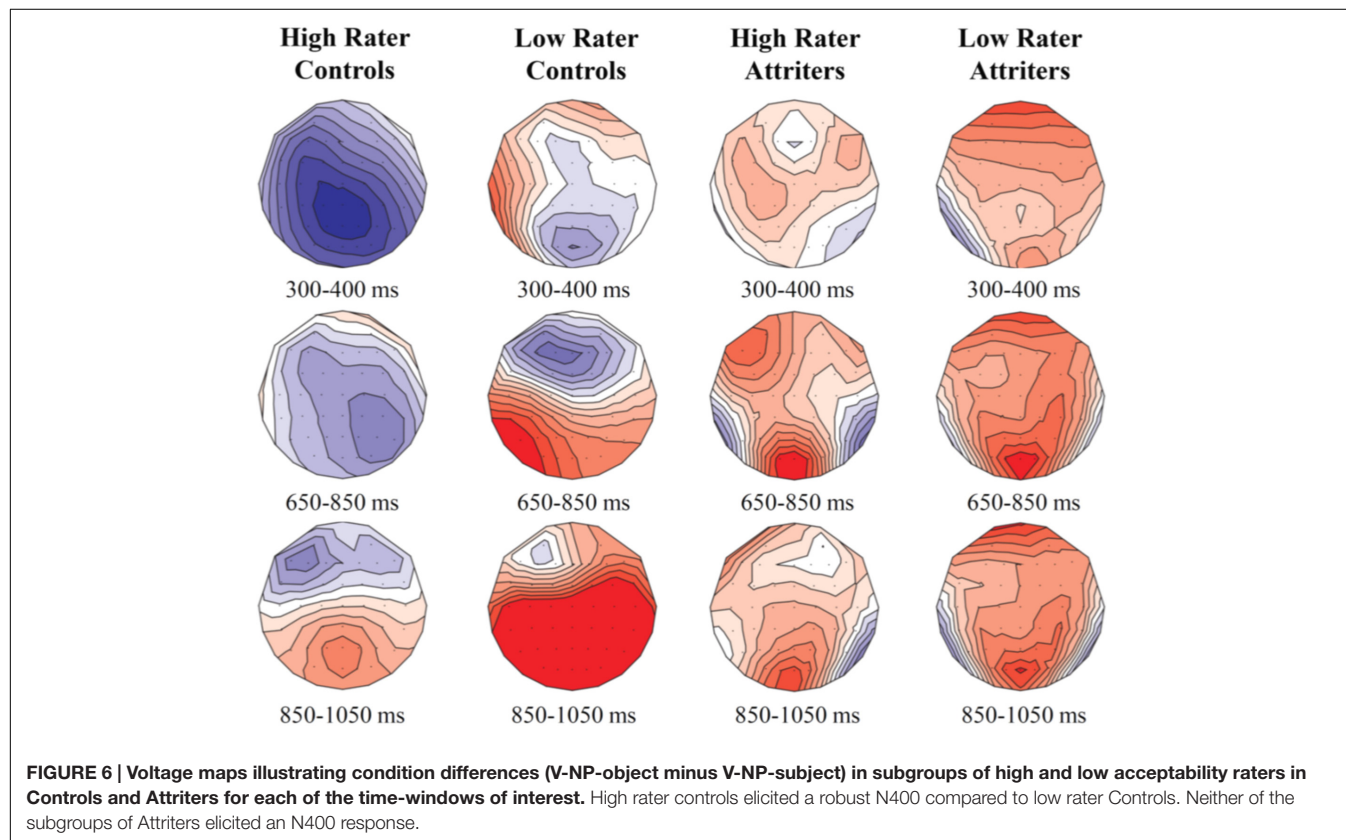 High Rater Controls
Low Rater Controls
High Rater Attriters
Low Rater Attriters
300-400 ms
300-400 ms
300-400 ms
300-400 ms
650-850 ms
650-850 ms
650-850 ms
650-850 ms
850-1050 ms
850-1050 ms
850-1050 ms
850-1050 ms
FIGURE 6 | Voltage maps illustrating condition differences (V-NP-object minus V-NP-subject) in subgroups of high and low acceptability raters in
Controls and Attriters for each of the time-windows of interest. High rater controls elicited a robust N400 compared to low rater Controls. Neither of the
subgroups of Attriters elicited an N400 response.